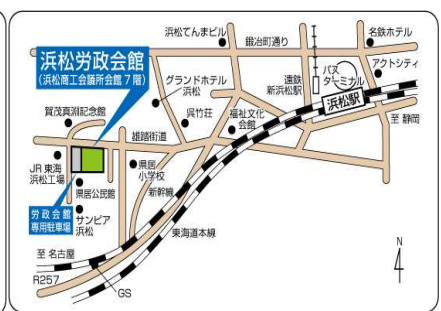 浜松てんまビル
鍛冶町通り
名鉄ホテル
浜松労政会館
(浜松商工会議所会館7階)
アクトシティ
バス
ターミナル
遠鉄
新浜松駅
グランドホテル
浜松
浜松駅
賀茂真淵記念館
呉竹荘
福祉文化
会館
至 静岡
雄踏街道
JR東海
浜松工場
県居
小学校
県居公民館
新幹線
労政会館
専用駐車場
サンピア
浜松
東海道本線
至 名古屋
R257
GS
N
4